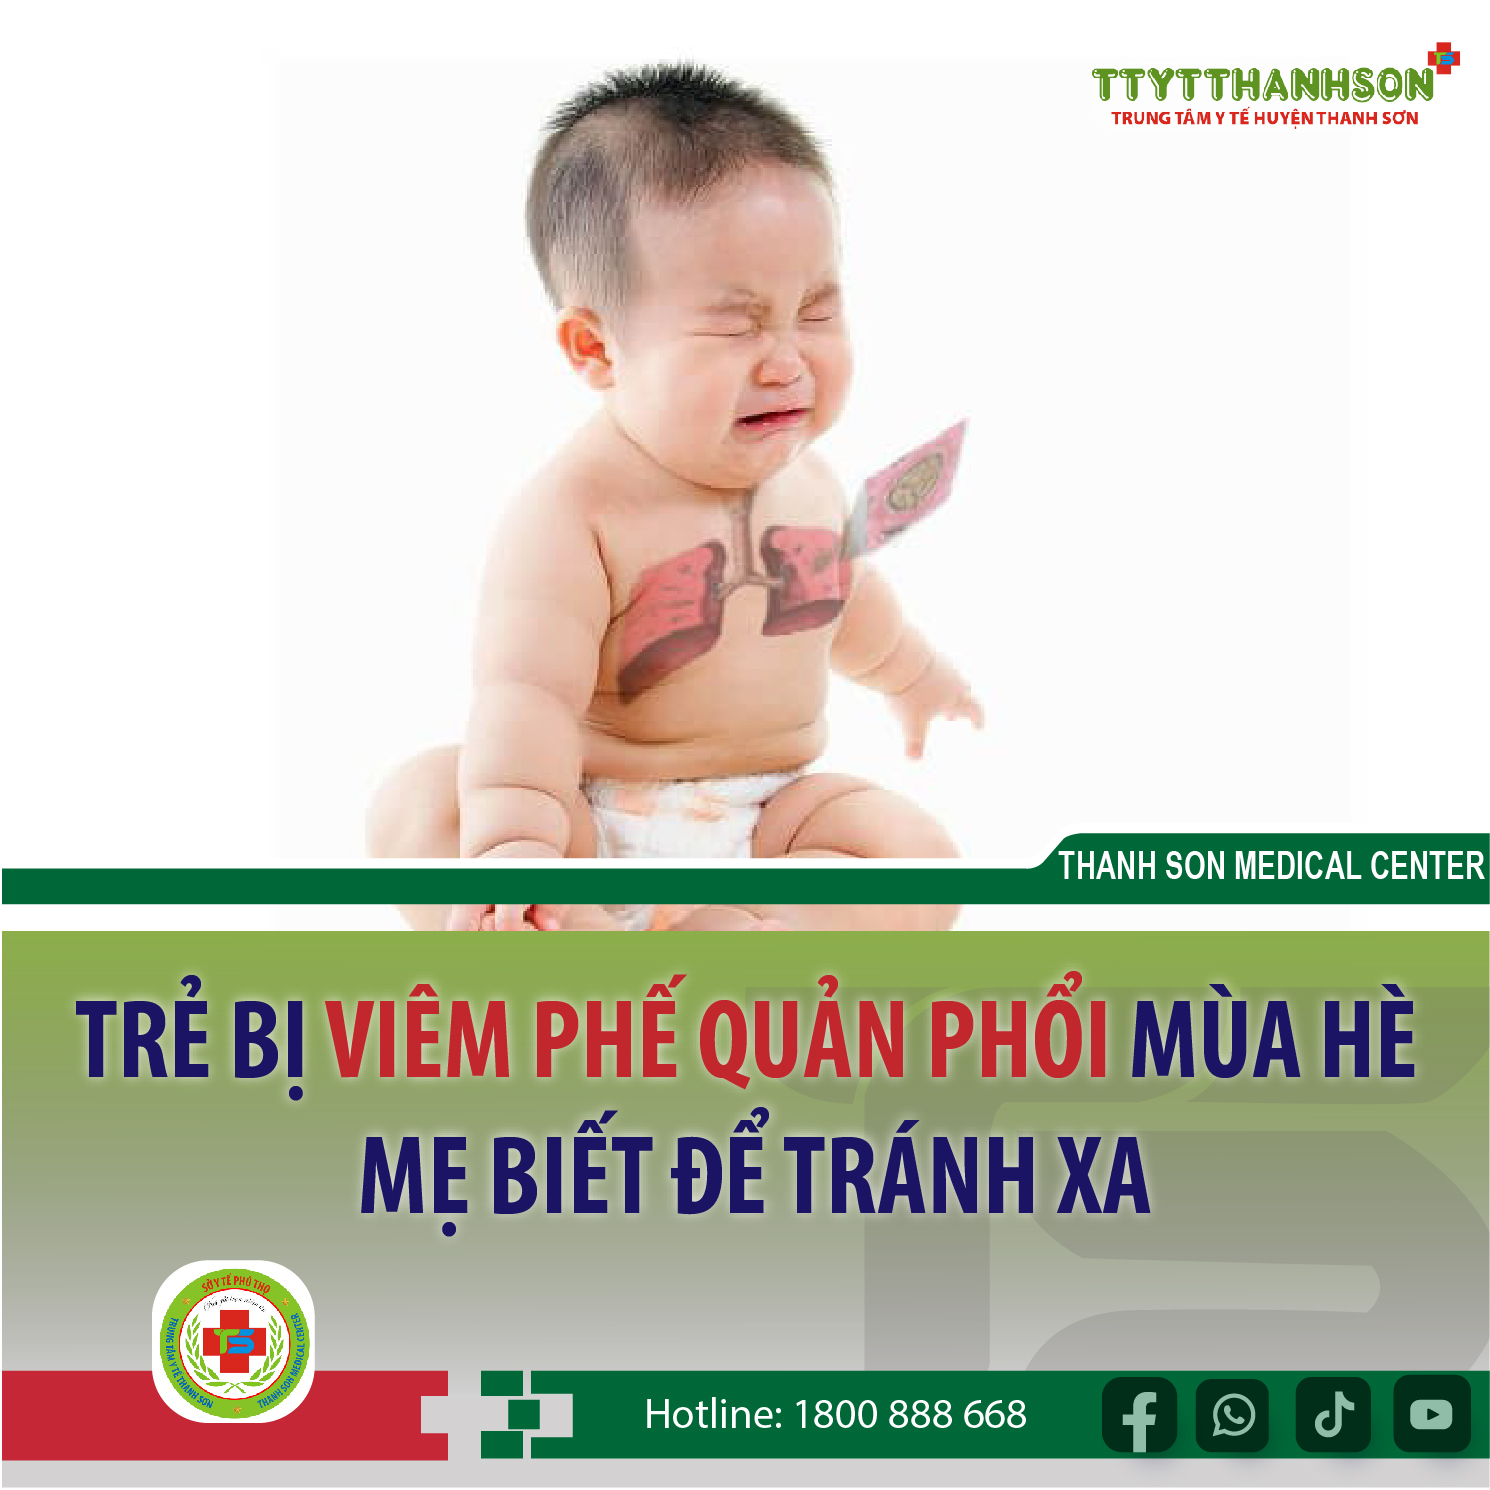 TTYTTHANHSON
TS
TRUNG TÂM Y TẾ HUYỆN THANH SƠN
THANH SON MEDICAL CENTER
TRẺ BỊ VIÊM PHẾ QUẢN PHỔI MÙA HÈ
MẸ BIẾT ĐỂ TRÁNH XA
SỞ Y TẾ PHÚ THỌ
TS
TRUNG TÂM Y TẾ THANH SƠN
THANH SON MEDICAL CENTER
Hotline: 1800 888 668